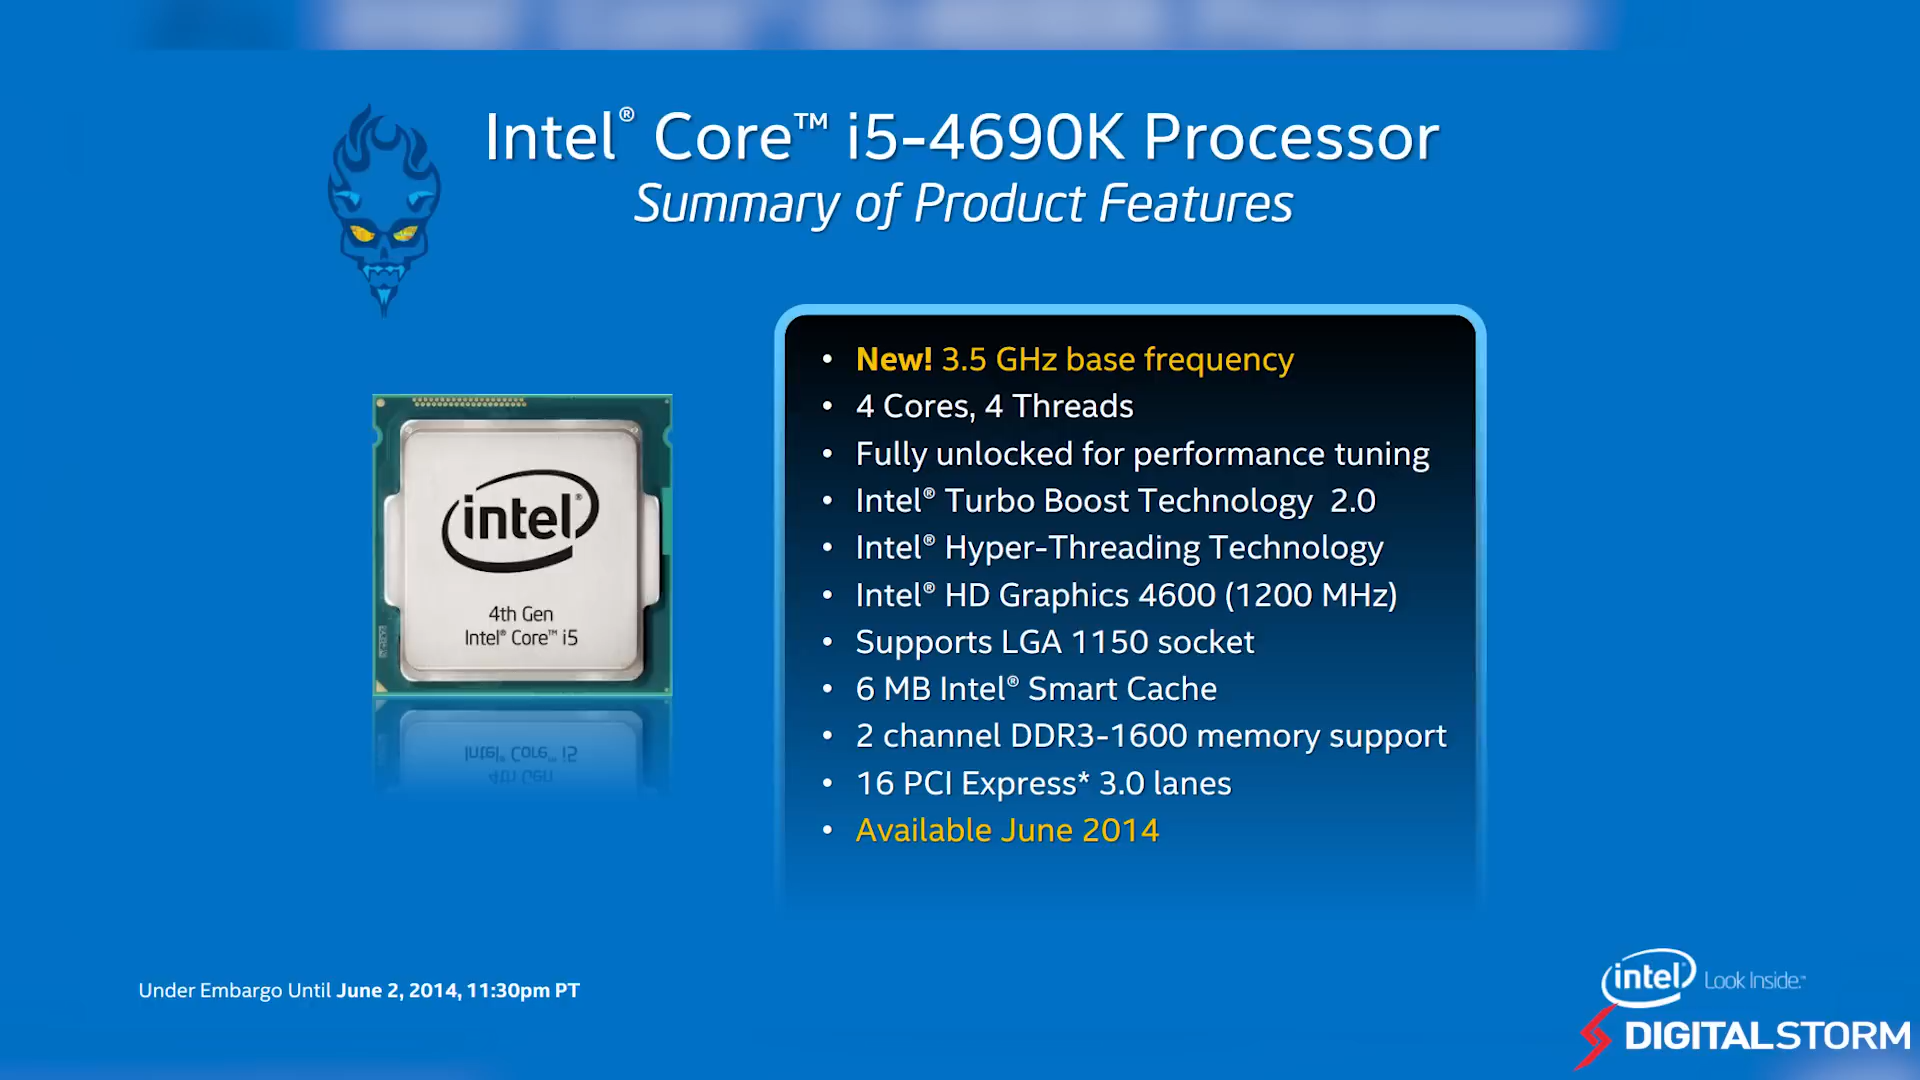 Intel® Core™ i5-4690K Processor
Summary of Product Features
intel®
4th Gen
Intel® Core™ i5
• New! 3.5 GHz base frequency
• 4 Cores, 4 Threads
• Fully unlocked for performance tuning
• Intel® Turbo Boost Technology 2.0
• Intel® Hyper-Threading Technology
• Intel® HD Graphics 4600 (1200 MHz)
• Supports LGA 1150 socket
• 6 MB Intel® Smart Cache
• 2 channel DDR3-1600 memory support
• 16 PCI Express* 3.0 lanes
• Available June 2014
Under Embargo Until June 2, 2014, 11:30pm PT
intel® Look Inside.™
DIGITALSTORM